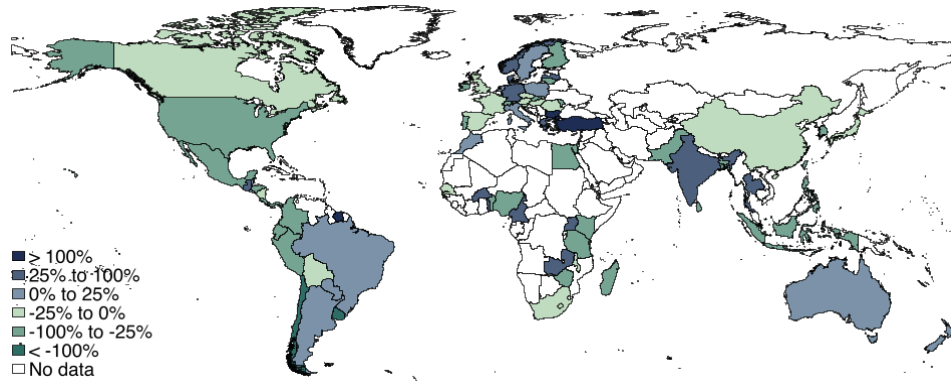 > 100%
25% to 100%
0% to 25%
-25% to 0%
-100% to -25%
< -100%
No data